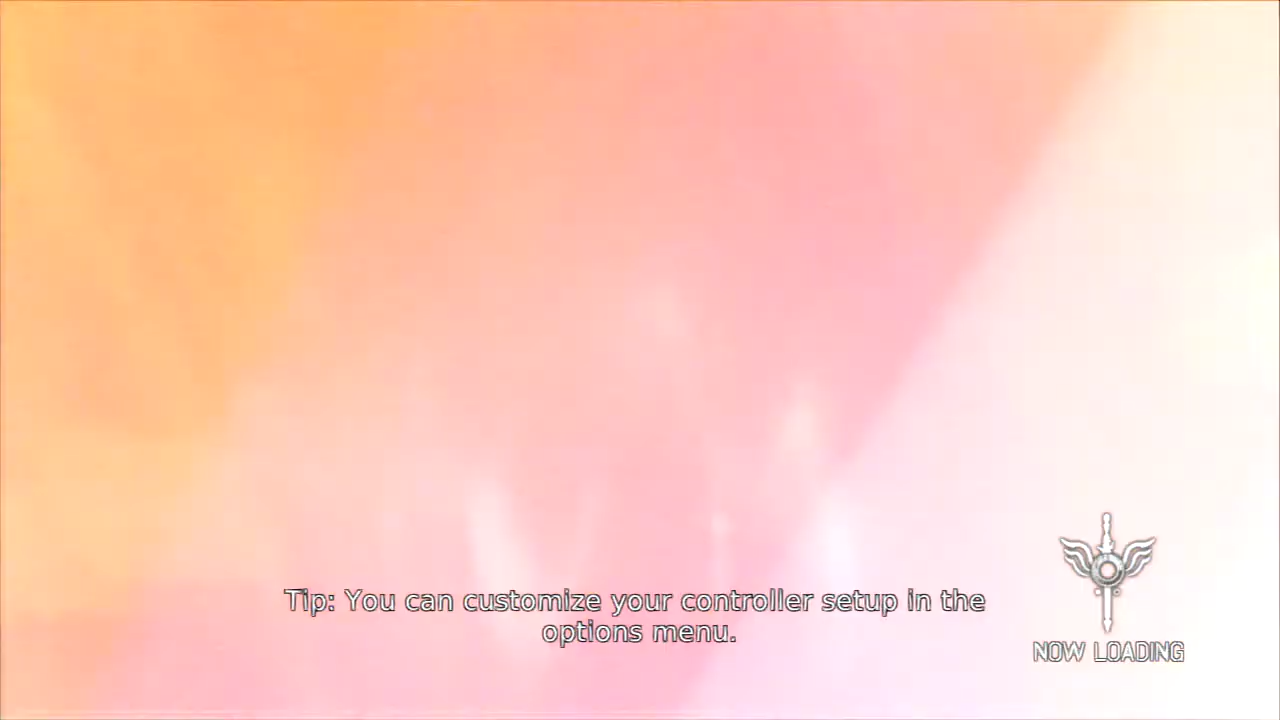 Tip: You can customize your controller setup in the
options menu.
NOW LOADING